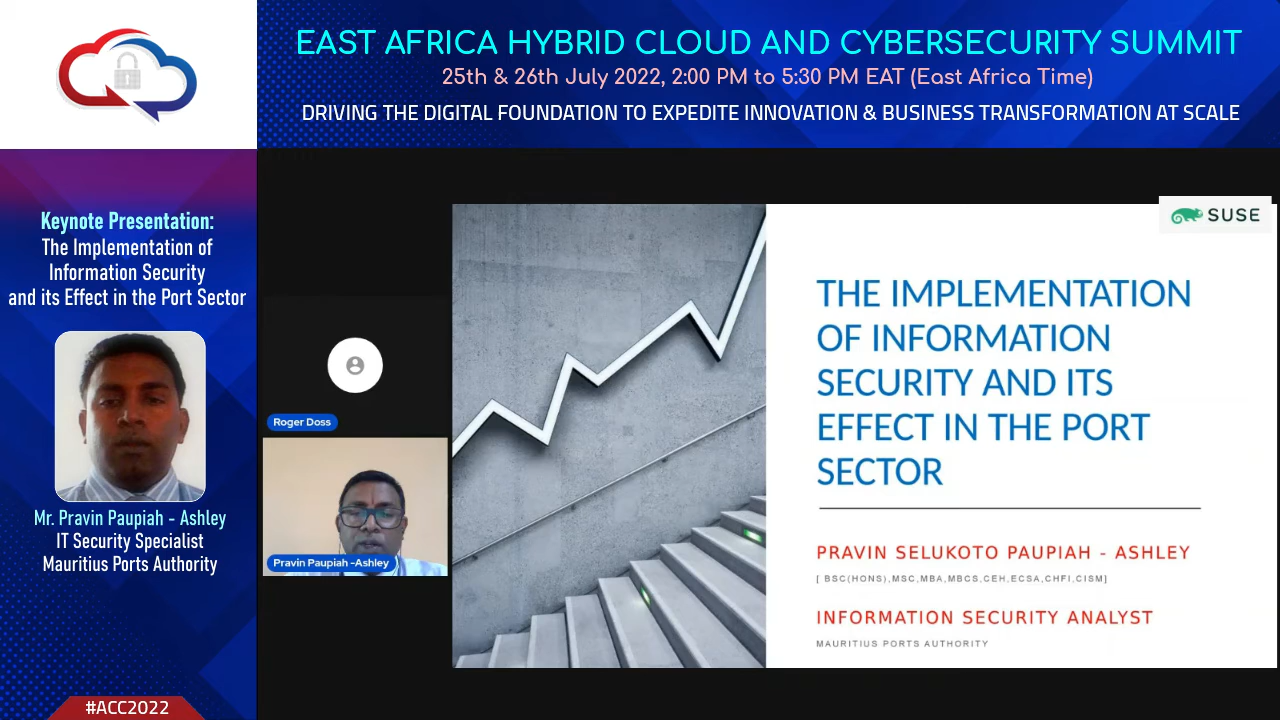 EAST AFRICA HYBRID CLOUD AND CYBERSECURITY SUMMIT
25th & 26th July 2022, 2:00 PM to 5:30 PM EAT (East Africa Time)
DRIVING THE DIGITAL FOUNDATION TO EXPEDITE INNOVATION & BUSINESS TRANSFORMATION AT SCALE
Keynote Presentation:
The Implementation of
Information Security
and its Effect in the Port Sector
Mr. Pravin Paupiah - Ashley
IT Security Specialist
Mauritius Ports Authority
#ACC2022
Roger Doss
Pravin Paupiah -Ashley
SUSE
THE IMPLEMENTATION
OF INFORMATION
SECURITY AND ITS
EFFECT IN THE PORT
SECTOR
PRAVIN SELUKOTO PAUPIAH - ASHLEY
[ BSC(HONS),MSC,MBA,MBCS,CEH,ECSA,CHFI,CISM]
INFORMATION SECURITY ANALYST
MAURITIUS PORTS AUTHORITY